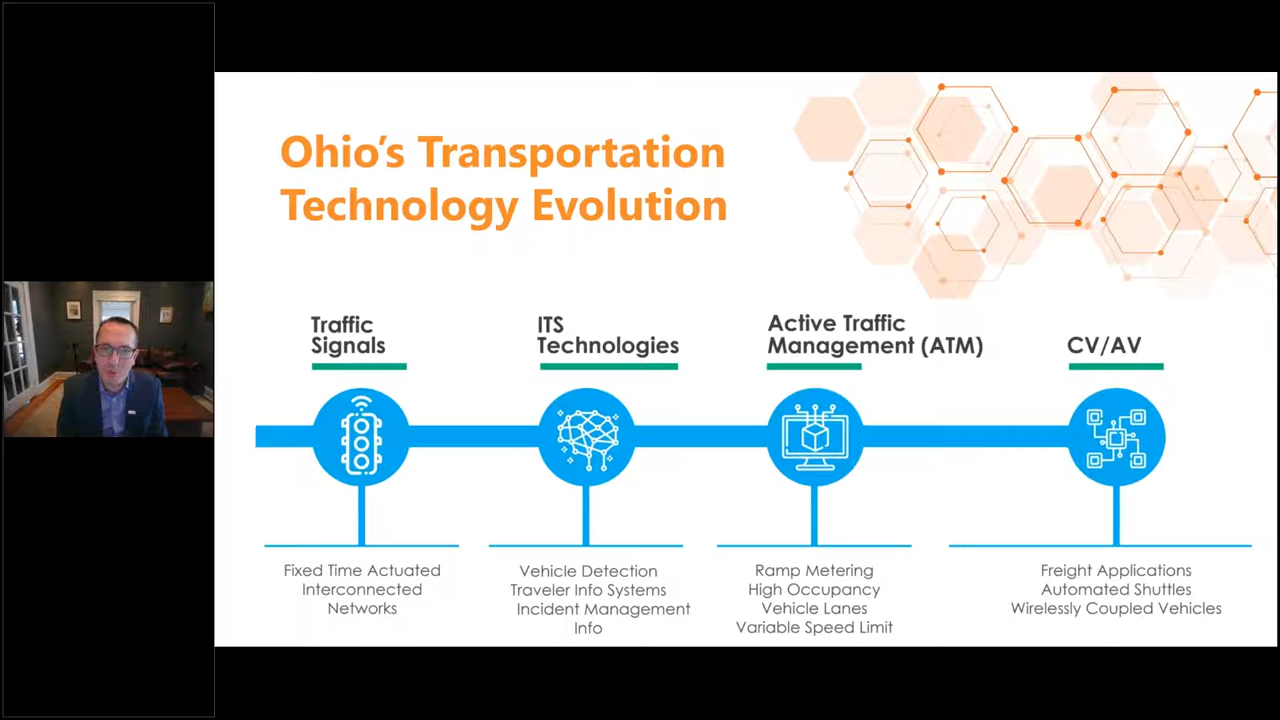 Ohio's Transportation
Technology Evolution
Traffic
Signals
ITS
Technologies
Active Traffic
Management (ATM)
CV/AV
Fixed Time Actuated
Interconnected
Networks
Vehicle Detection
Traveler Info Systems
Incident Management
Info
Ramp Metering
High Occupancy
Vehicle Lanes
Variable Speed Limit
Freight Applications
Automated Shuttles
Wirelessly Coupled Vehicles